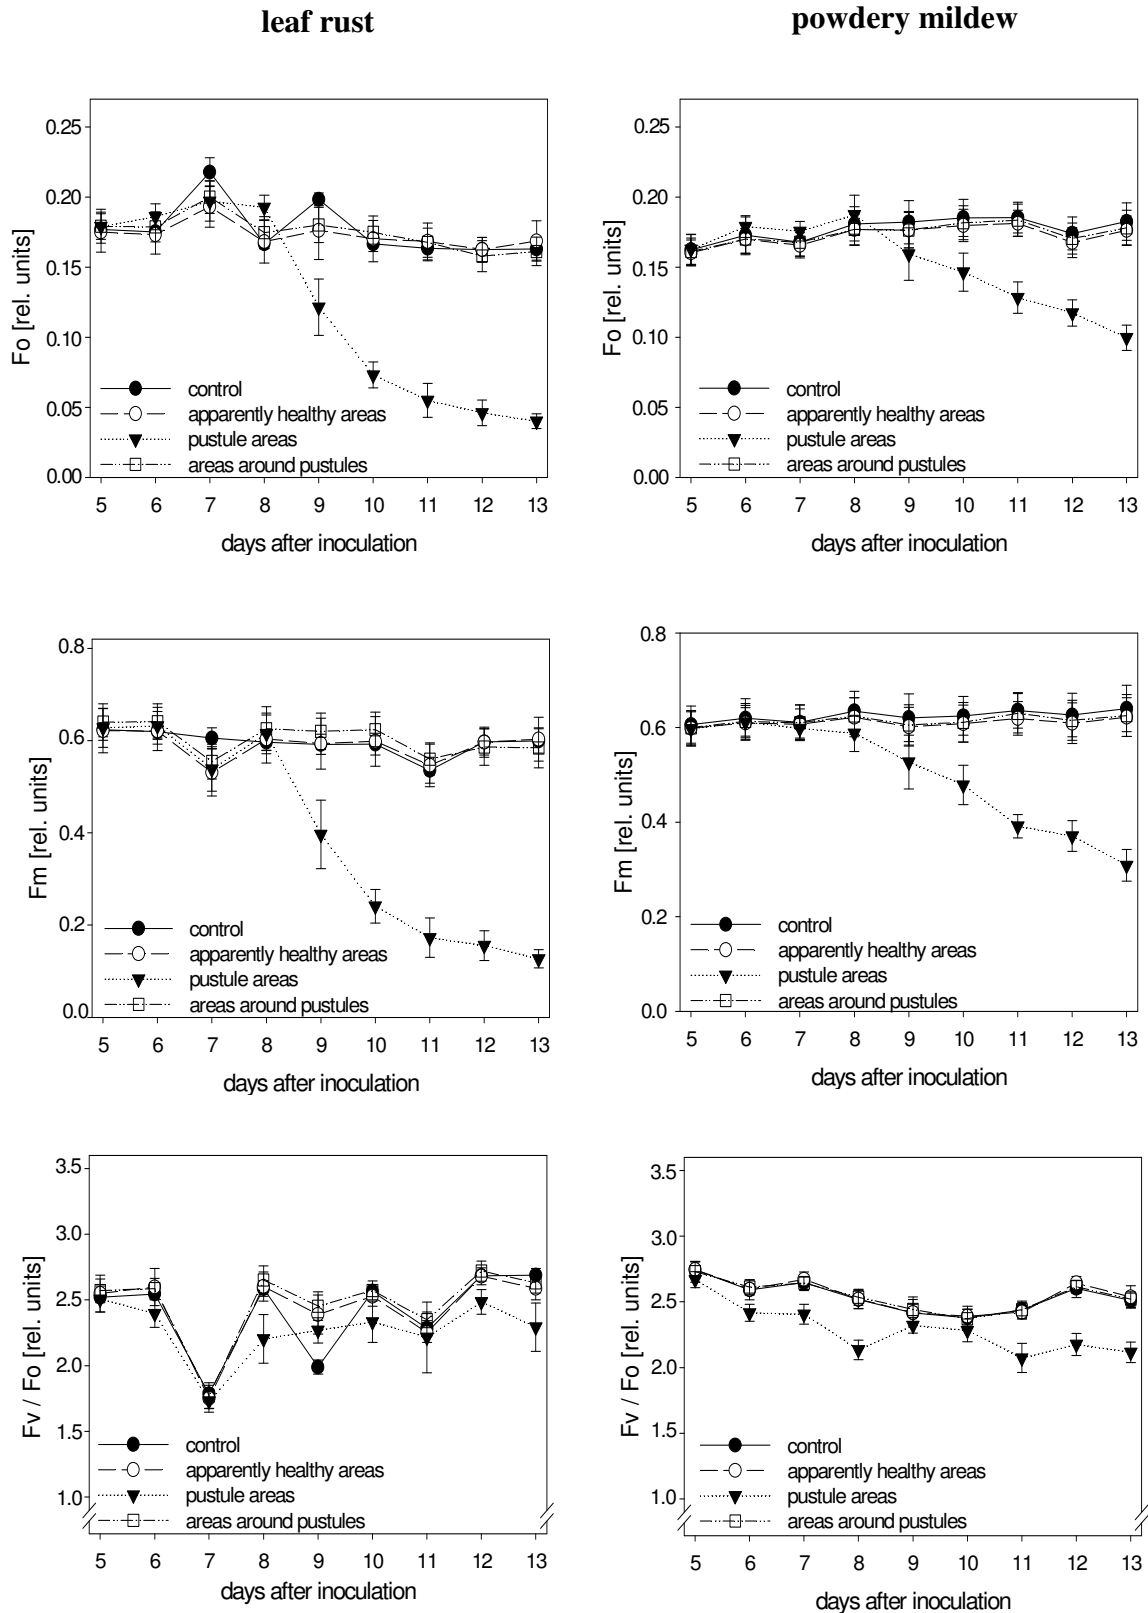 leaf rust
powdery mildew
Fo [rel. units]
0.25
0.20
0.15
0.10
0.05
0.00
control
apparently healthy areas
pustule areas
areas around pustules
5 6 7 8 9 10 11 12 13
days after inoculation
Fo [rel. units]
0.25
0.20
0.15
0.10
0.05
0.00
control
apparently healthy areas
pustule areas
areas around pustules
5 6 7 8 9 10 11 12 13
days after inoculation
Fm [rel. units]
0.8
0.6
0.4
0.2
0.0
control
apparently healthy areas
pustule areas
areas around pustules
5 6 7 8 9 10 11 12 13
days after inoculation
Fm [rel. units]
0.8
0.6
0.4
0.2
0.0
control
apparently healthy areas
pustule areas
areas around pustules
5 6 7 8 9 10 11 12 13
days after inoculation
Fv / Fo [rel. units]
3.5
3.0
2.5
2.0
1.5
1.0
control
apparently healthy areas
pustule areas
areas around pustules
5 6 7 8 9 10 11 12 13
days after inoculation
Fv / Fo [rel. units]
3.5
3.0
2.5
2.0
1.5
1.0
control
apparently healthy areas
pustule areas
areas around pustules
5 6 7 8 9 10 11 12 13
days after inoculation